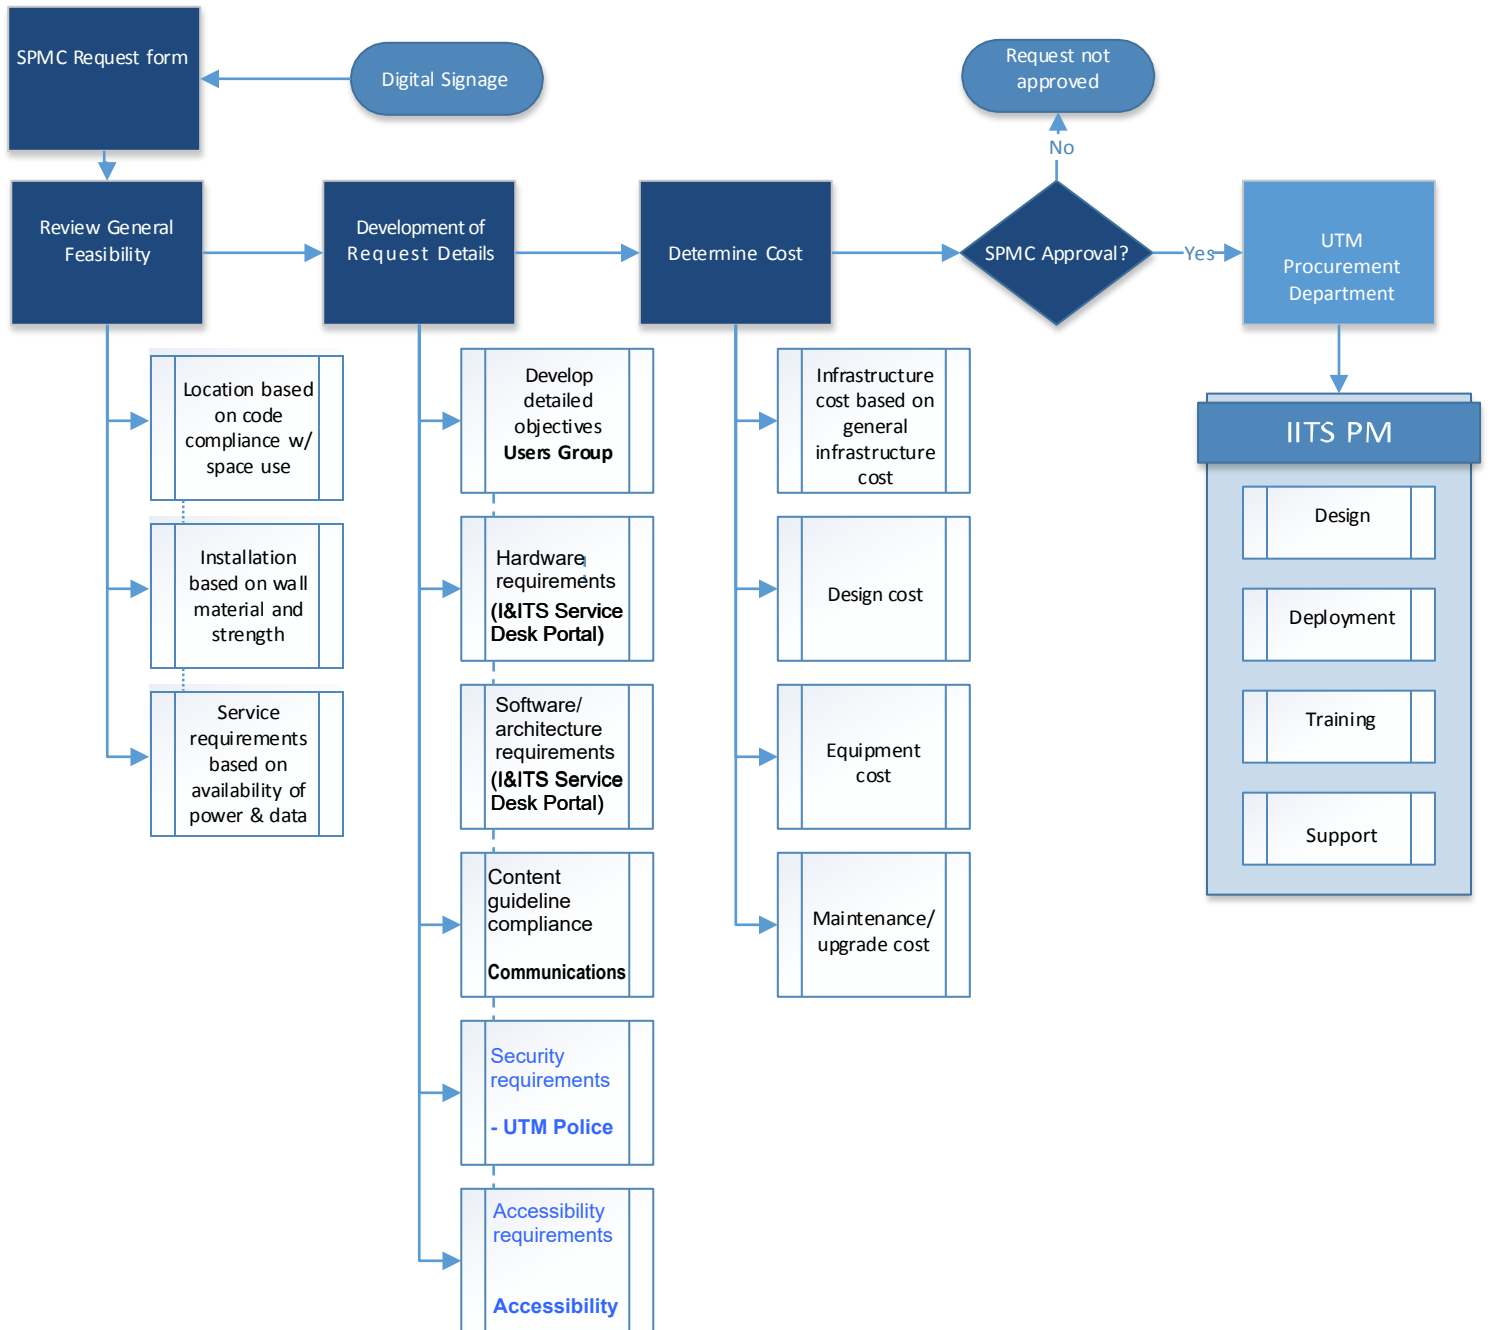 SPMC Request form
Digital Signage
Request not
approved
No
Review General
Feasibility
Development of
Request Details
Determine Cost
SPMC Approval?
Yes
UTM
Procurement
Department
Location based
on code
compliance w/
space use
Installation
based on wall
material and
strength
Service
requirements
based on
availability of
power & data
Develop
detailed
objectives
Users Group
Hardware
requirements
(I&ITS Service
Desk Portal)
Software/
architecture
requirements
(I&ITS Service
Desk Portal)
Content
guideline
compliance
Communications
Security
requirements
- UTM Police
Accessibility
requirements
Accessibility
Infrastructure
cost based on
general
infrastructure
cost
Design cost
Equipment
cost
Maintenance/
upgrade cost
IITS PM
Design
Deployment
Training
Support